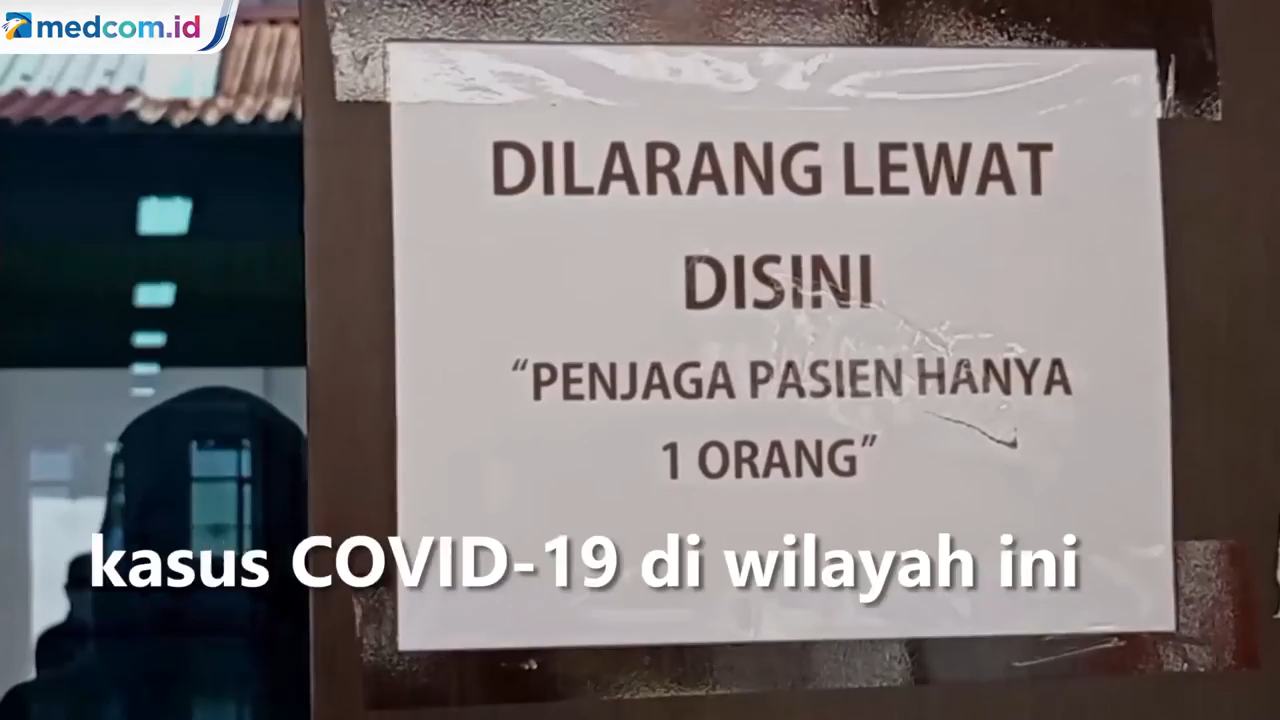 medcom.id
DILARANG LEWAT
DISINI
“PENJAGA PASIEN HANYA
1 ORANG”
kasus COVID-19 di wilayah ini